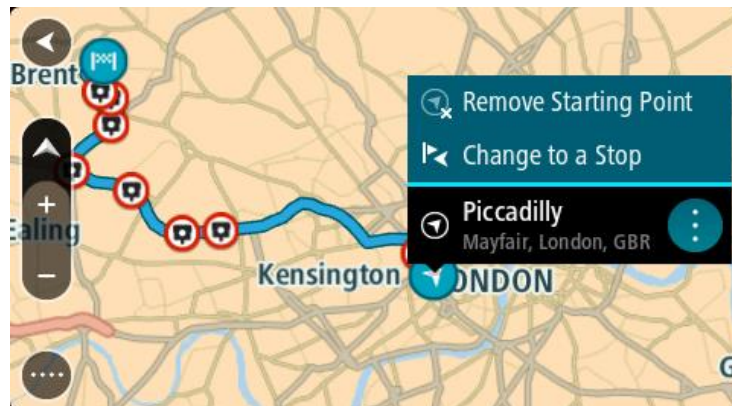 Brent
Remove Starting Point
Change to a Stop
Piccadilly
Mayfair, London, GBR
Ealing
Kensington
ONDON
G